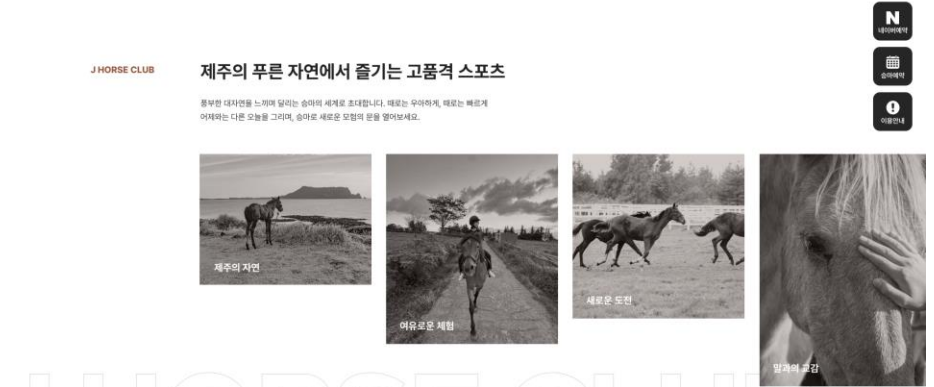 N
네이버예약
J HORSE CLUB
제주의 푸른 자연에서 즐기는 고품격 스포츠
승마예약
풍부한 대자연을 느끼며 달리는 승마의 세계로 초대합니다. 때로는 우아하게, 때로는 빠르게
어제와는 다른 오늘을 그리며, 승마로 새로운 모험의 문을 열어보세요.
이용안내
제주의 자연
여유로운 체험
새로운 도전
말과의 교감
J HORSE CLUB